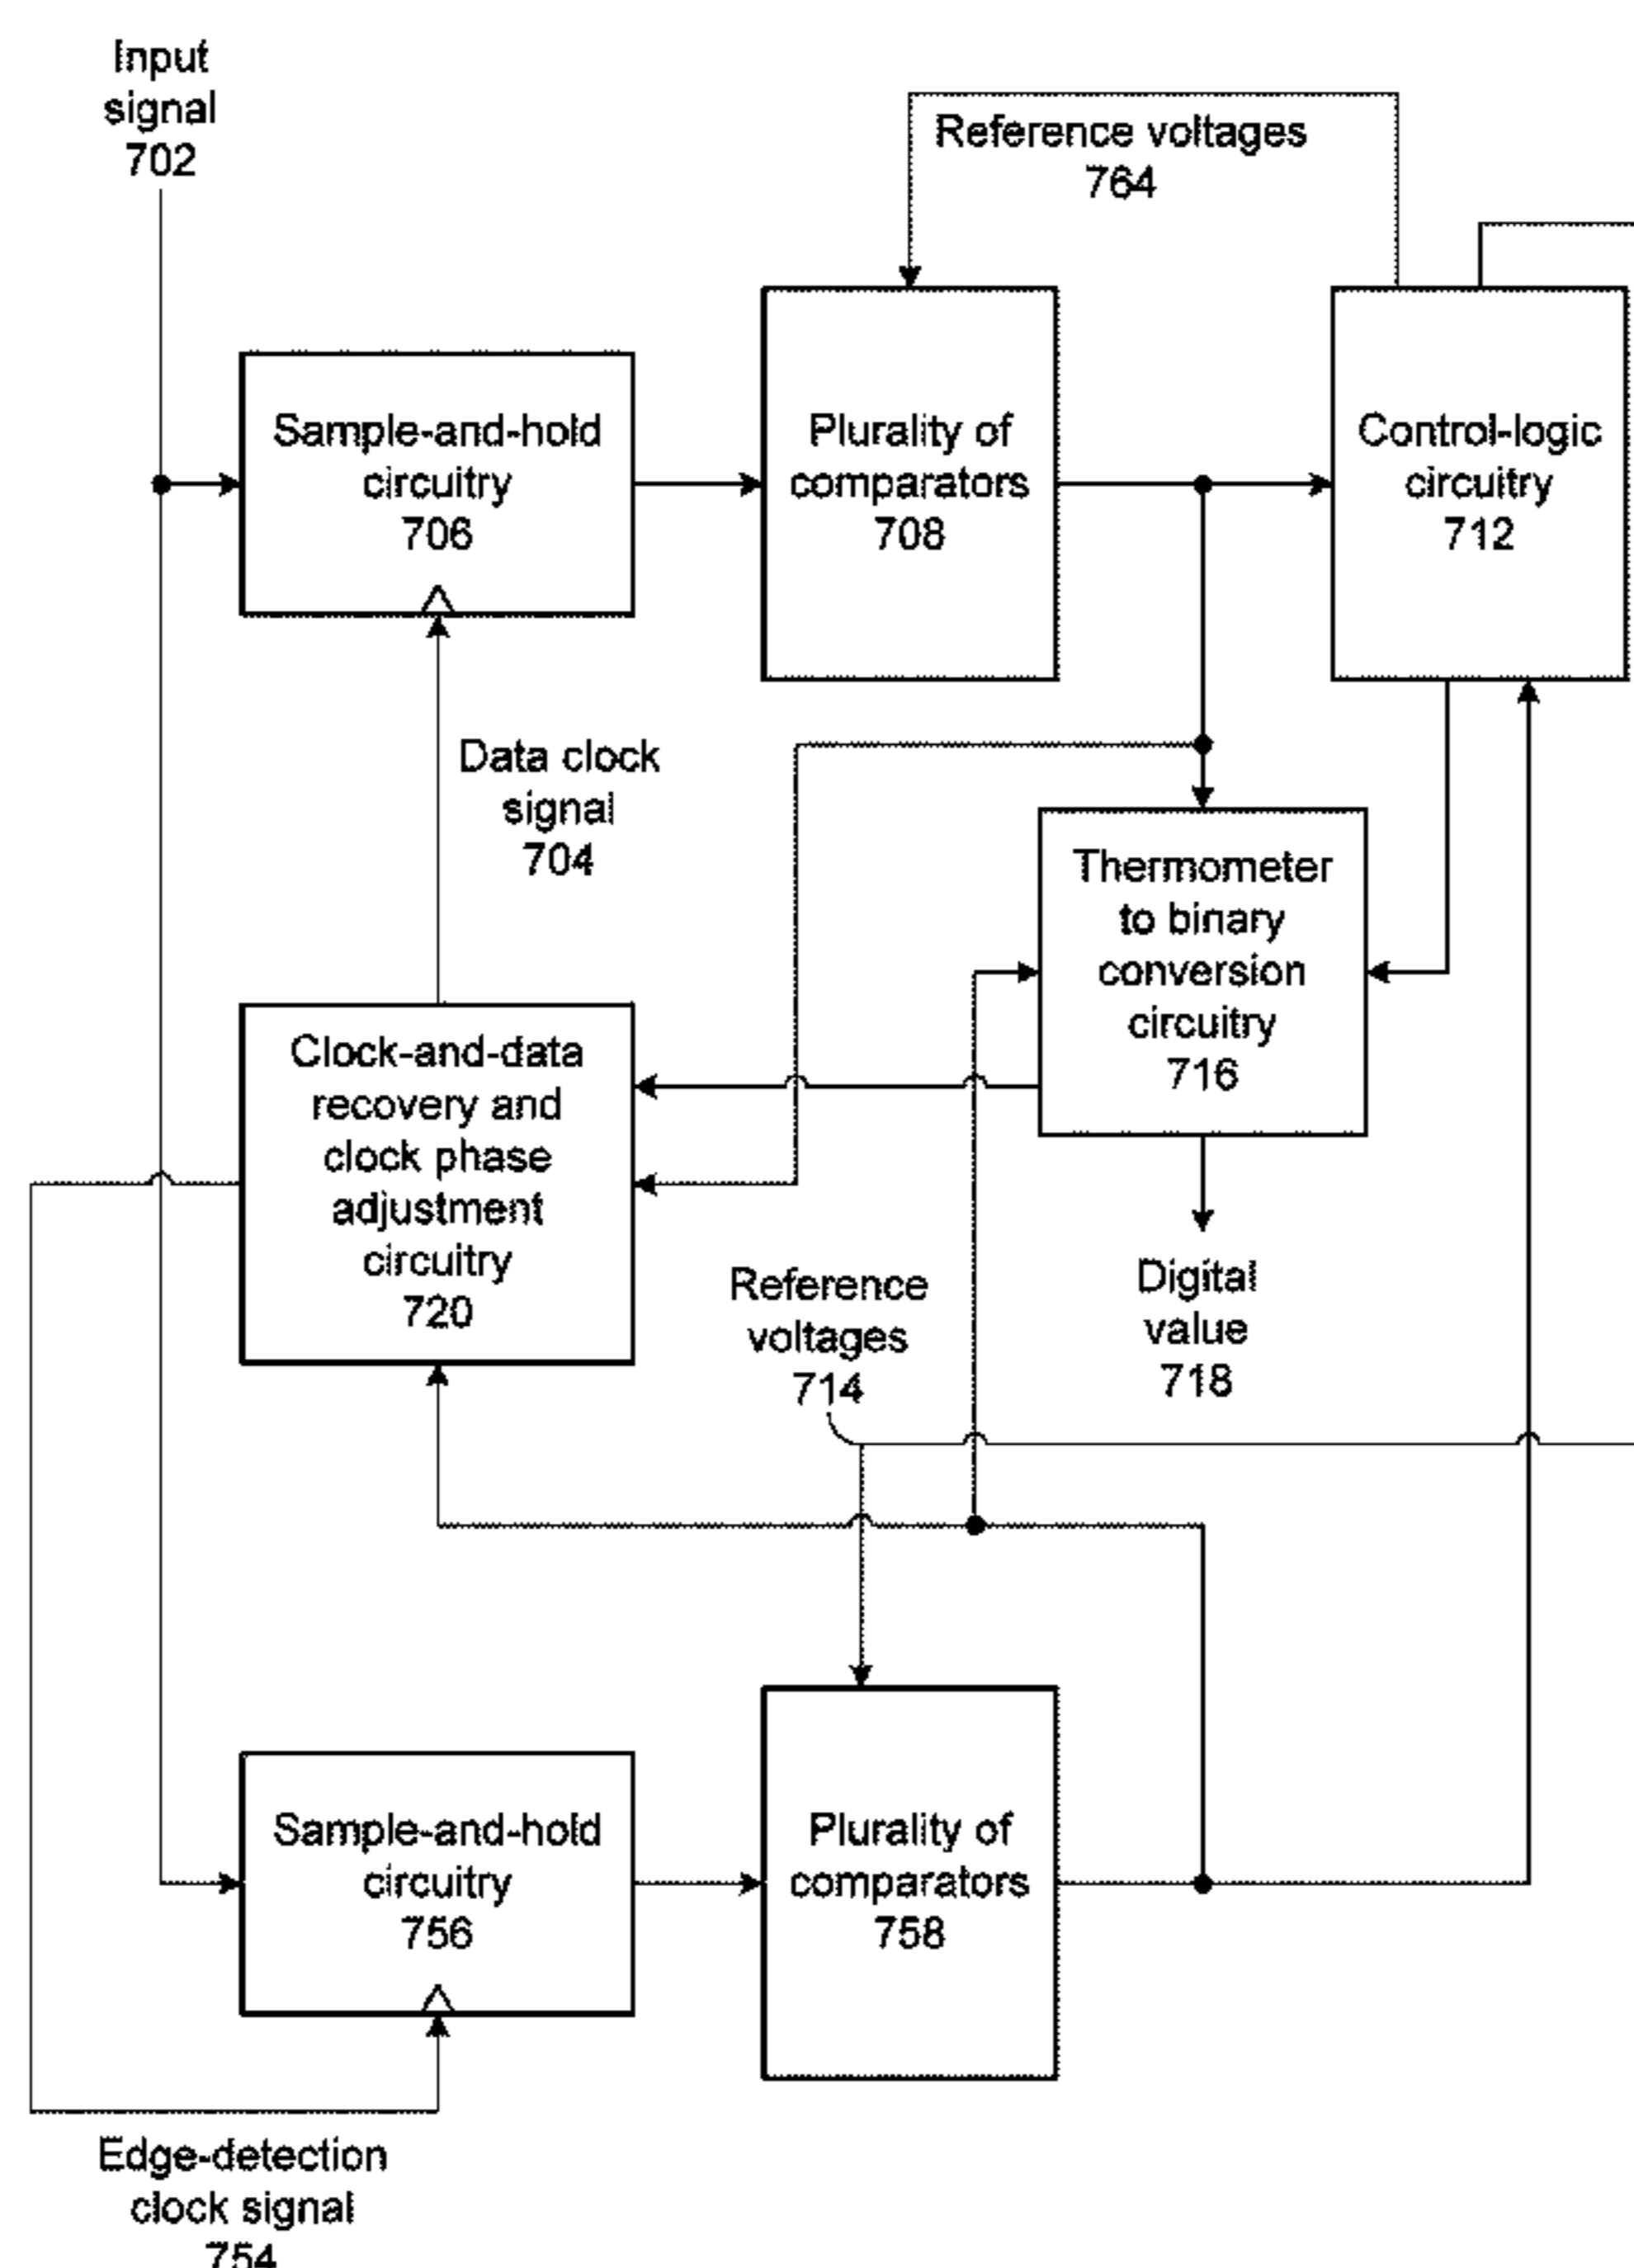 Input
signal
702
Reference voltages
764
Sample-and-hold
circuitry
706
Plurality of
comparators
708
Control-logic
circuitry
712
Data clock
signal
704
Thermometer
to binary
conversion
circuitry
716
Clock-and-data
recovery and
clock phase
adjustment
circuitry
720
Reference
voltages
714
Digital
value
718
Sample-and-hold
circuitry
756
Plurality of
comparators
758
Edge-detection
clock signal
754